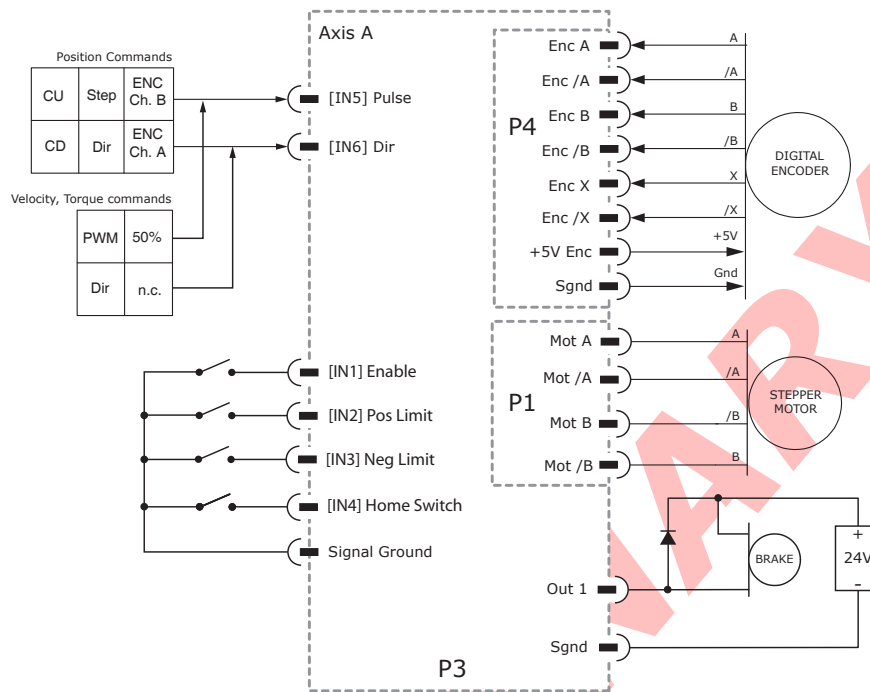 Axis A
Position Commands
CU Step ENC Ch. B
CD Dir ENC Ch. A
[IN5] Pulse
[IN6] Dir
Velocity, Torque commands
PWM 50%
Dir n.c.
[IN1] Enable
[IN2] Pos Limit
[IN3] Neg Limit
[IN4] Home Switch
Signal Ground
P4
Enc A A
Enc /A /A
Enc B B
Enc /B /B
Enc X X
Enc /X /X
+5V Enc +5V
Sgnd Gnd
DIGITAL
ENCODER
P1
Mot A A
Mot /A /A
Mot B /B
Mot /B B
STEPPER
MOTOR
Out 1
BRAKE
+
24V
-
Sgnd
P3